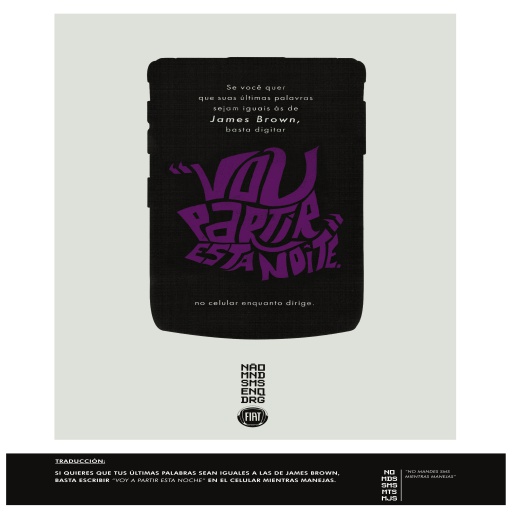 Se você quer
que suas últimas palavras
sejam iguais às de
James Brown,
basta digitar
"VOU
PARTIR
ESTA NOITE".
no celular enquanto dirige.
NÃO
MND
SMS
ENQ
DRG
FIAT
TRADUCCIÓN:
SI QUIERES QUE TUS ÚLTIMAS PALABRAS SEAN IGUALES A LAS DE JAMES BROWN,
BASTA ESCRIBIR "VOY A PARTIR ESTA NOCHE" EN EL CELULAR MIENTRAS MANEJAS.
NO
MDS
SMS
MTS
MJS
"NO MANDES SMS
MIENTRAS MANEJAS"